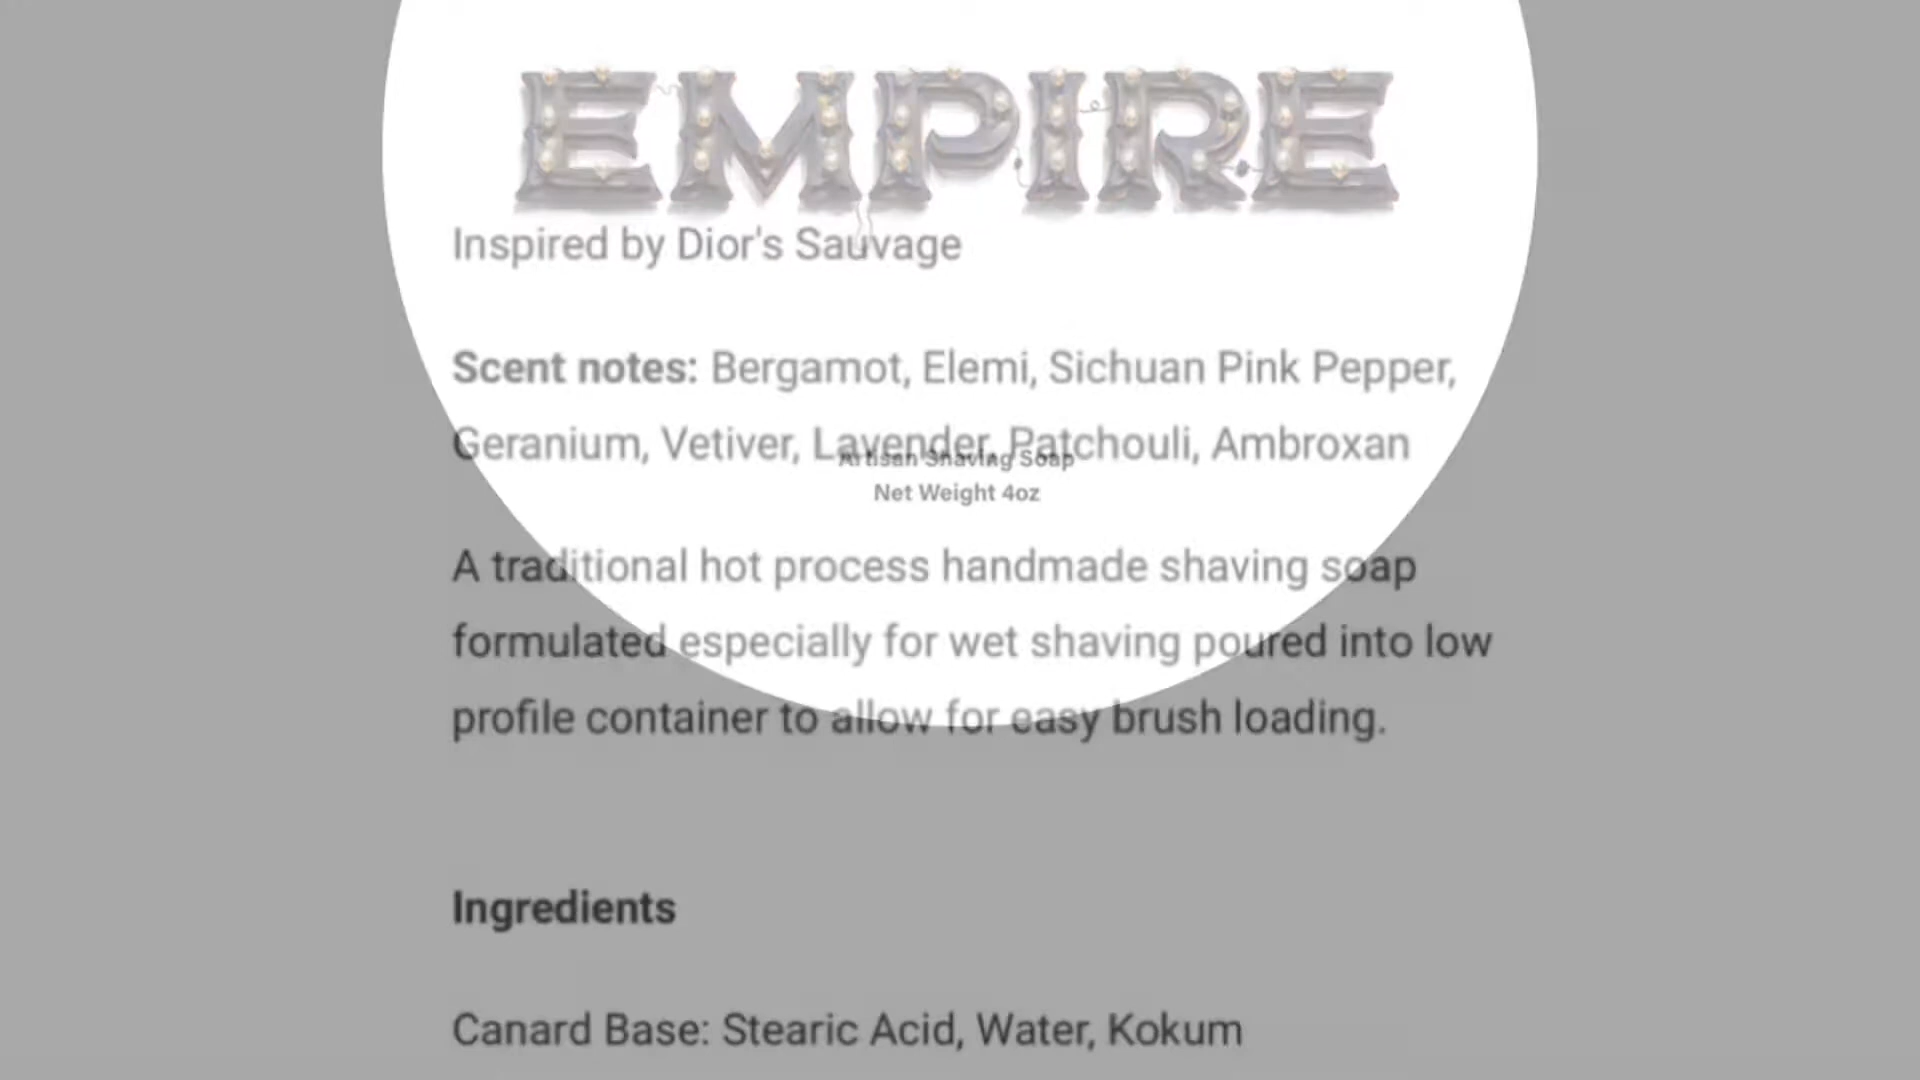 EMPIRE
Inspired by Dior's Sauvage
Scent notes: Bergamot, Elemi, Sichuan Pink Pepper,
Geranium, Vetiver, Lavender, Patchouli, Ambroxan
Artisan Shaving Soap
Net Weight 4oz
A traditional hot process handmade shaving soap
formulated especially for wet shaving poured into low
profile container to allow for easy brush loading.
Ingredients
Canard Base: Stearic Acid, Water, Kokum